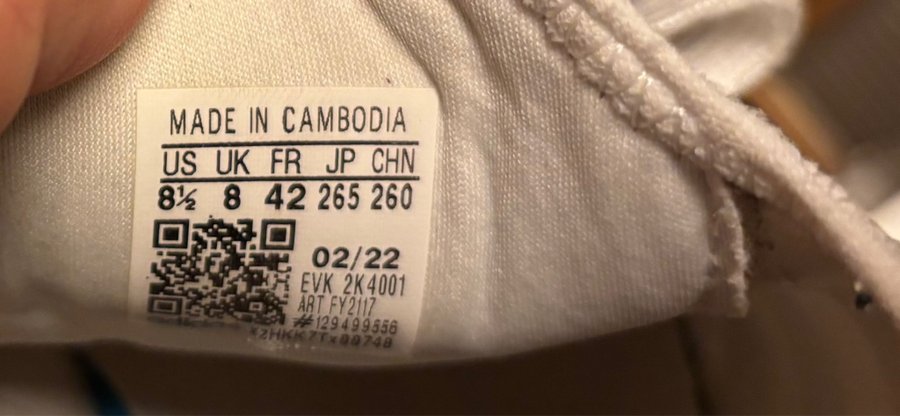 MADE IN CAMBODIA
US UK FR JP CHN
8½ 8 42 265 260
02/22
EVK 2K4001
ART FY2117
#129499556